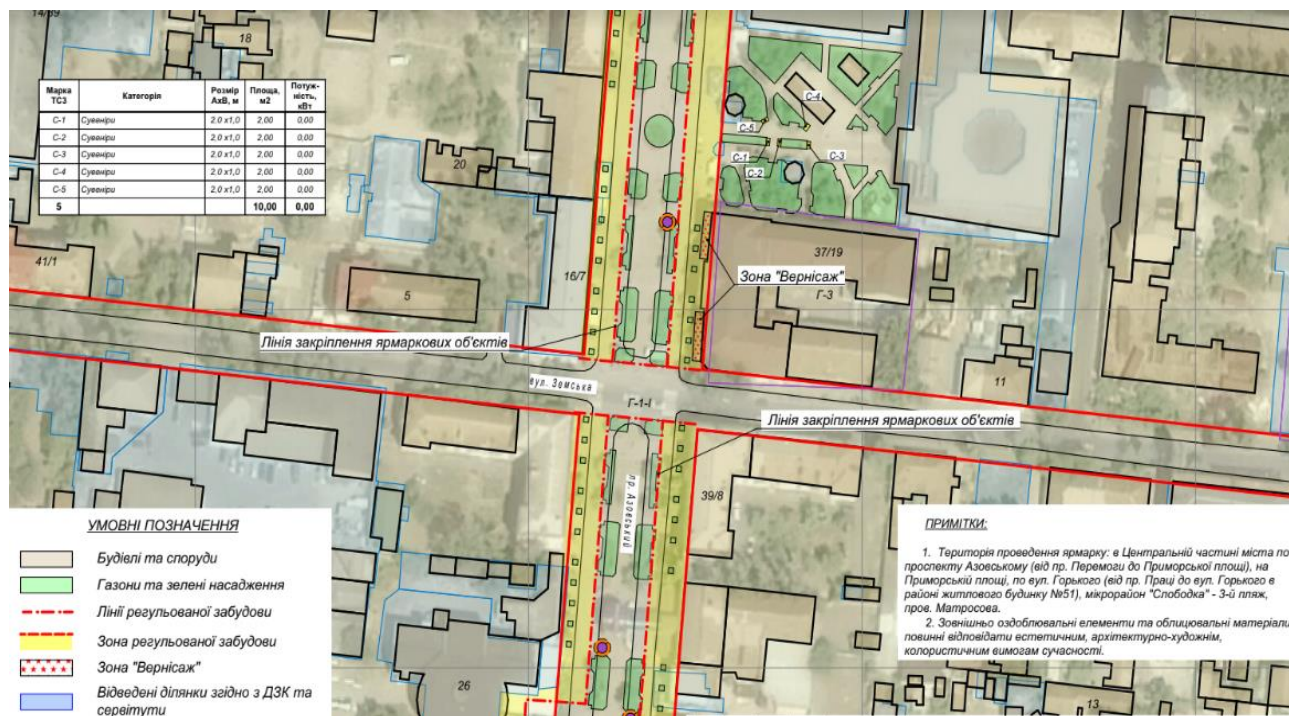 14/39
18
Марка ТСЗ Категорія Розмір АхВ, м Площа, м2 Потуж-ність, кВт
С-1 Сувеніри 2.0 х1,0 2,00 0,00
С-2 Сувеніри 2.0 х1,0 2,00 0,00
С-3 Сувеніри 2.0 х1,0 2,00 0,00
С-4 Сувеніри 2.0 х1,0 2,00 0,00
С-5 Сувеніри 2.0 х1,0 2,00 0,00
5 10,00 0,00
С-4
С-5
С-1
С-3
С-2
20
41/1
5
16/7
37/19
Зона "Вернісаж"
Г-3
11
Лінія закріплення ярмаркових об'єктів
вул. Земська
Г-1-І
Лінія закріплення ярмаркових об'єктів
пр. Азовський
39/8
26
13
УМОВНІ ПОЗНАЧЕННЯ
Будівлі та споруди
Газони та зелені насадження
Лінії регульованої забудови
Зона регульованої забудови
Зона "Вернісаж"
Відведені ділянки згідно з ДЗК та
сервітути
ПРИМІТКИ:
1. Територія проведення ярмарку: в Центральній частині міста по
проспекту Азовському (від пр. Перемоги до Приморської площі), на
Приморській площі, по вул. Горького (від пр. Праці до вул. Горького в
районі житлового будинку №51), мікрорайон "Слободка" - 3-й пляж,
пров. Матросова.
2. Зовнішньо оздоблювальні елементи та облицювальні матеріали
повинні відповідати естетичним, архітектурно-художнім,
колористичним вимогам сучасності.